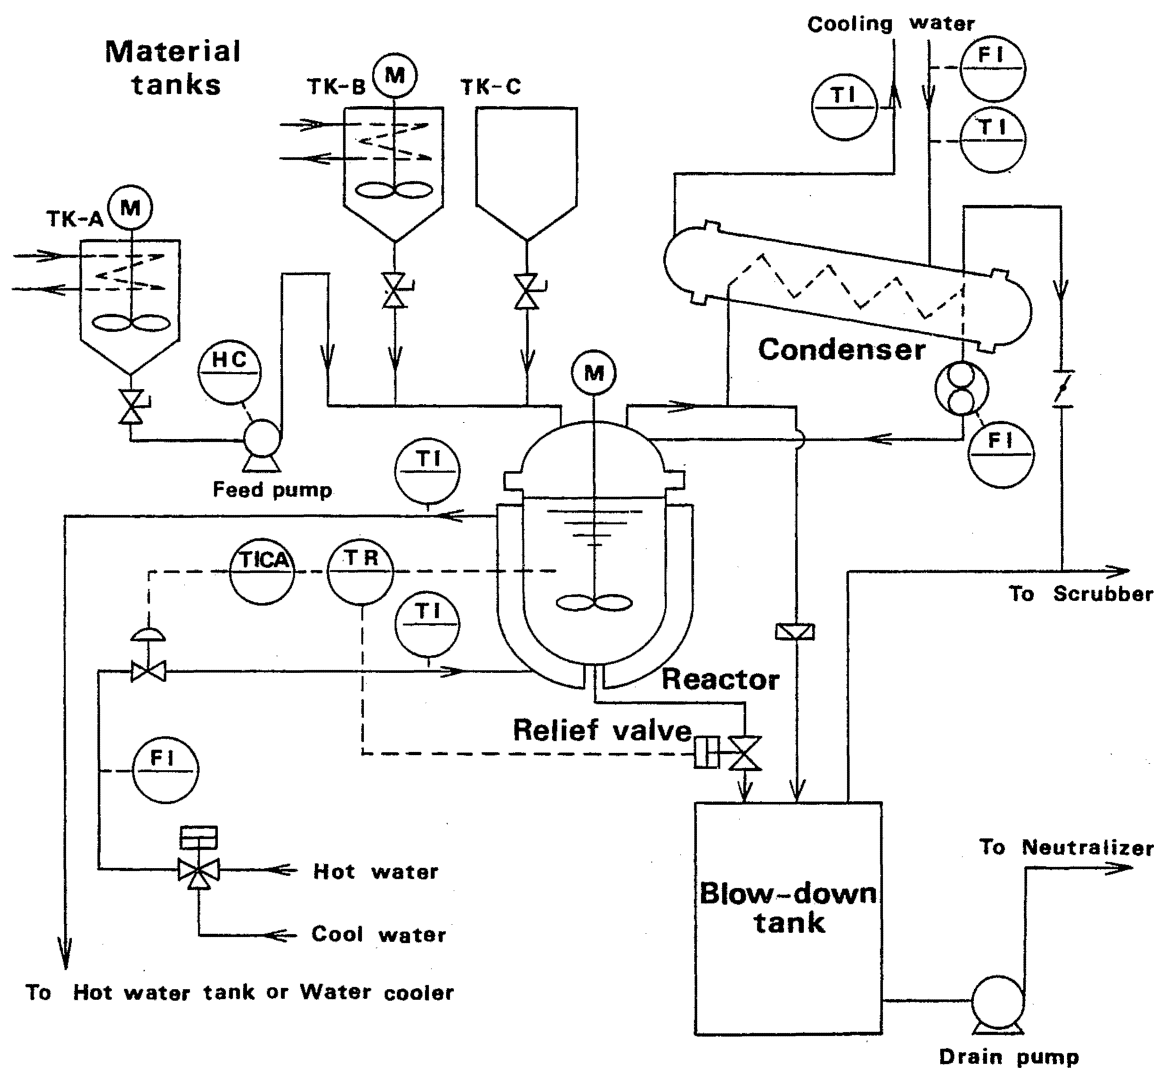 Cooling water
Material
tanks
M
TK-B
TK-C
FI
TI
TI
M
TK-A
HC
Condenser
M
FI
TI
Feed pump
TICA
TR
To Scrubber
TI
Reactor
Relief valve
FI
To Neutralizer
Hot water
Blow-down
tank
Cool water
To Hot water tank or Water cooler
Drain pump